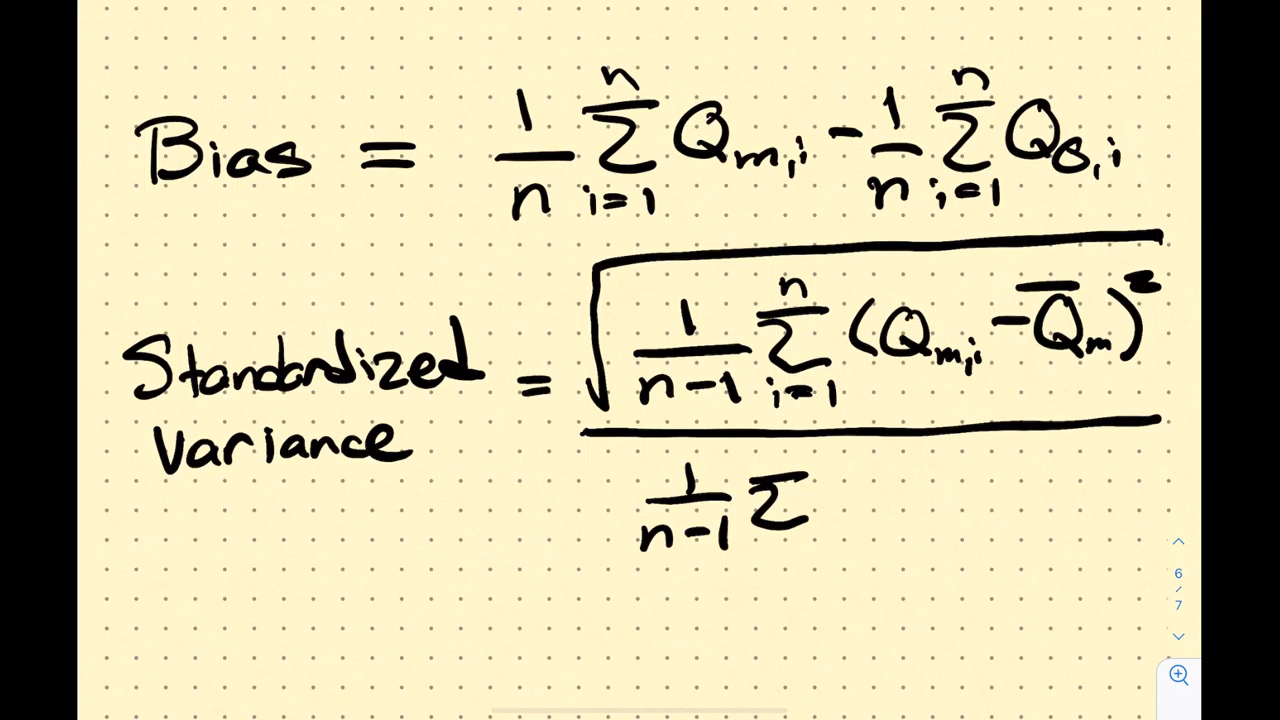 Bias = 1/n Σ_{i=1}^{n} Q_{m,i} - 1/n Σ_{i=1}^{n} Q_{o,i}
Standardized variance = √(1/(n-1) Σ_{i=1}^{n} (Q_{m,i} - Q̅_m)²) / (1/(n-1) Σ
6 / 7